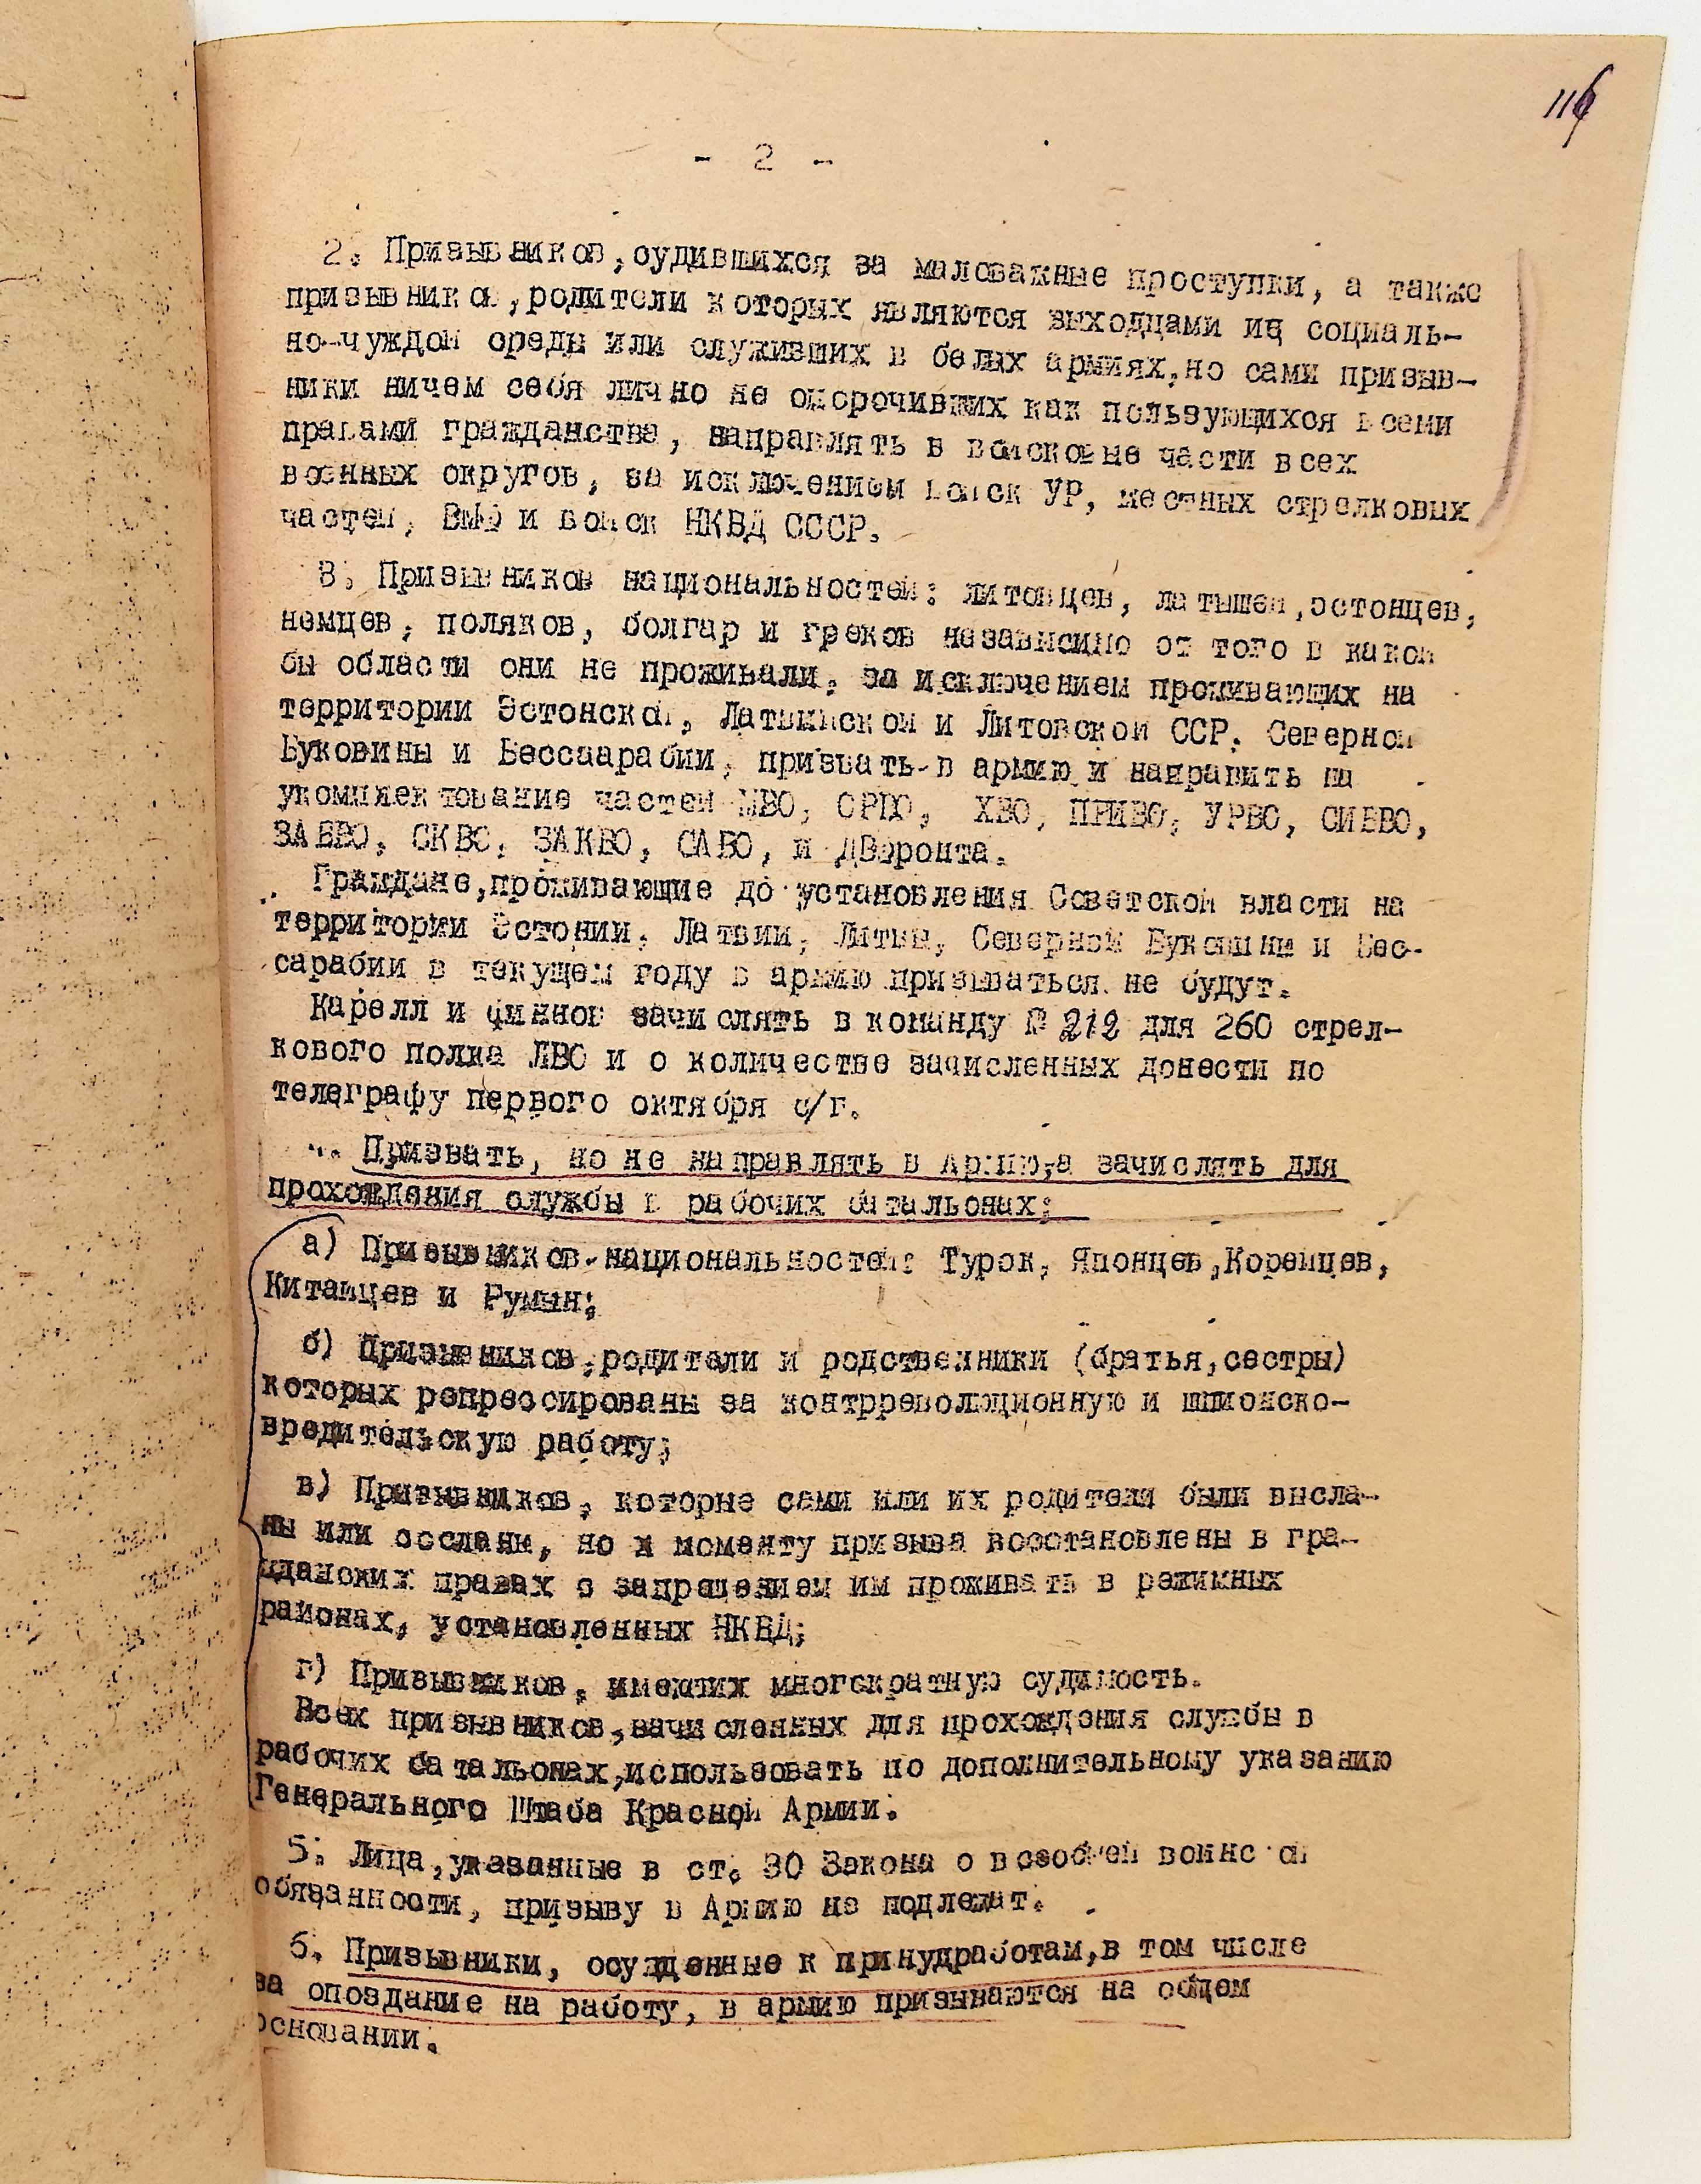 116
- 2 -
2. Призывников, судившихся за маловажные проступки, а также
призывников, родители которых являются выходцами из социаль-
но-чуждой среды или служивших в белых армиях, но сами призыв-
ники ничем себя лично не опорочивших как пользующихся всеми
правами гражданства, направлять в войсковые части всех
военных округов, за исключением войск УР, местных стрелковых
частей, ВМФ и войск НКВД СССР.
3. Призывников национальностей: литовцев, латышей, эстонцев,
немцев, поляков, болгар и греков независимо от того в какой
бы области они не проживали, за исключением проживающих на
территории Эстонской, Латвийской и Литовской ССР, Северной
Буковины и Бессаарабии, призвать в армию и направить на
укомплектование частей МВО, ОРВО, ХВО, ПРИВО, УРВО, СИБВО,
ЗАБВО, СКВО, ЗАКВО, САВО, и ДВфронта.
Граждане, проживающие до установления Советской власти на
территории Эстонии, Латвии, Литвы, Северной Буковины и Бес-
сарабии в текущем году в армию призываться не будут.
Карелл и финнов зачислять в команду № 212 для 260 стрел-
кового полка ЛВО и о количестве зачисленных донести по
телеграфу первого октября с/г.
4. Призвать, но не направлять в Армию, а зачислять для
прохождения службы в рабочих батальонах:
а) Призывников-национальностей: Турок, Японцев, Корейцев,
Китайцев и Румын;
б) Призывников, родители и родственники (братья, сестры)
которых репрессированы за контрреволюционную и шпионско-
вредительскую работу;
в) Призывников, которые сами или их родители были высла-
ны или сосланы, но к моменту призыва восстановлены в гра-
жданских правах с запрещением им проживать в режимных
районах, установленных НКВД;
г) Призывников, имеющих многократную судимость.
Всех призывников, зачисленных для прохождения службы в
рабочих батальонах, использовать по дополнительному указанию
Генерального Штаба Красной Армии.
5. Лица, указанные в ст. 30 Закона о всеобщей воинской
обязанности, призыву в Армию не подлежат.
6. Призывники, осужденные к принудработам, в том числе
за опоздание на работу, в армию призываются на общем
основании.